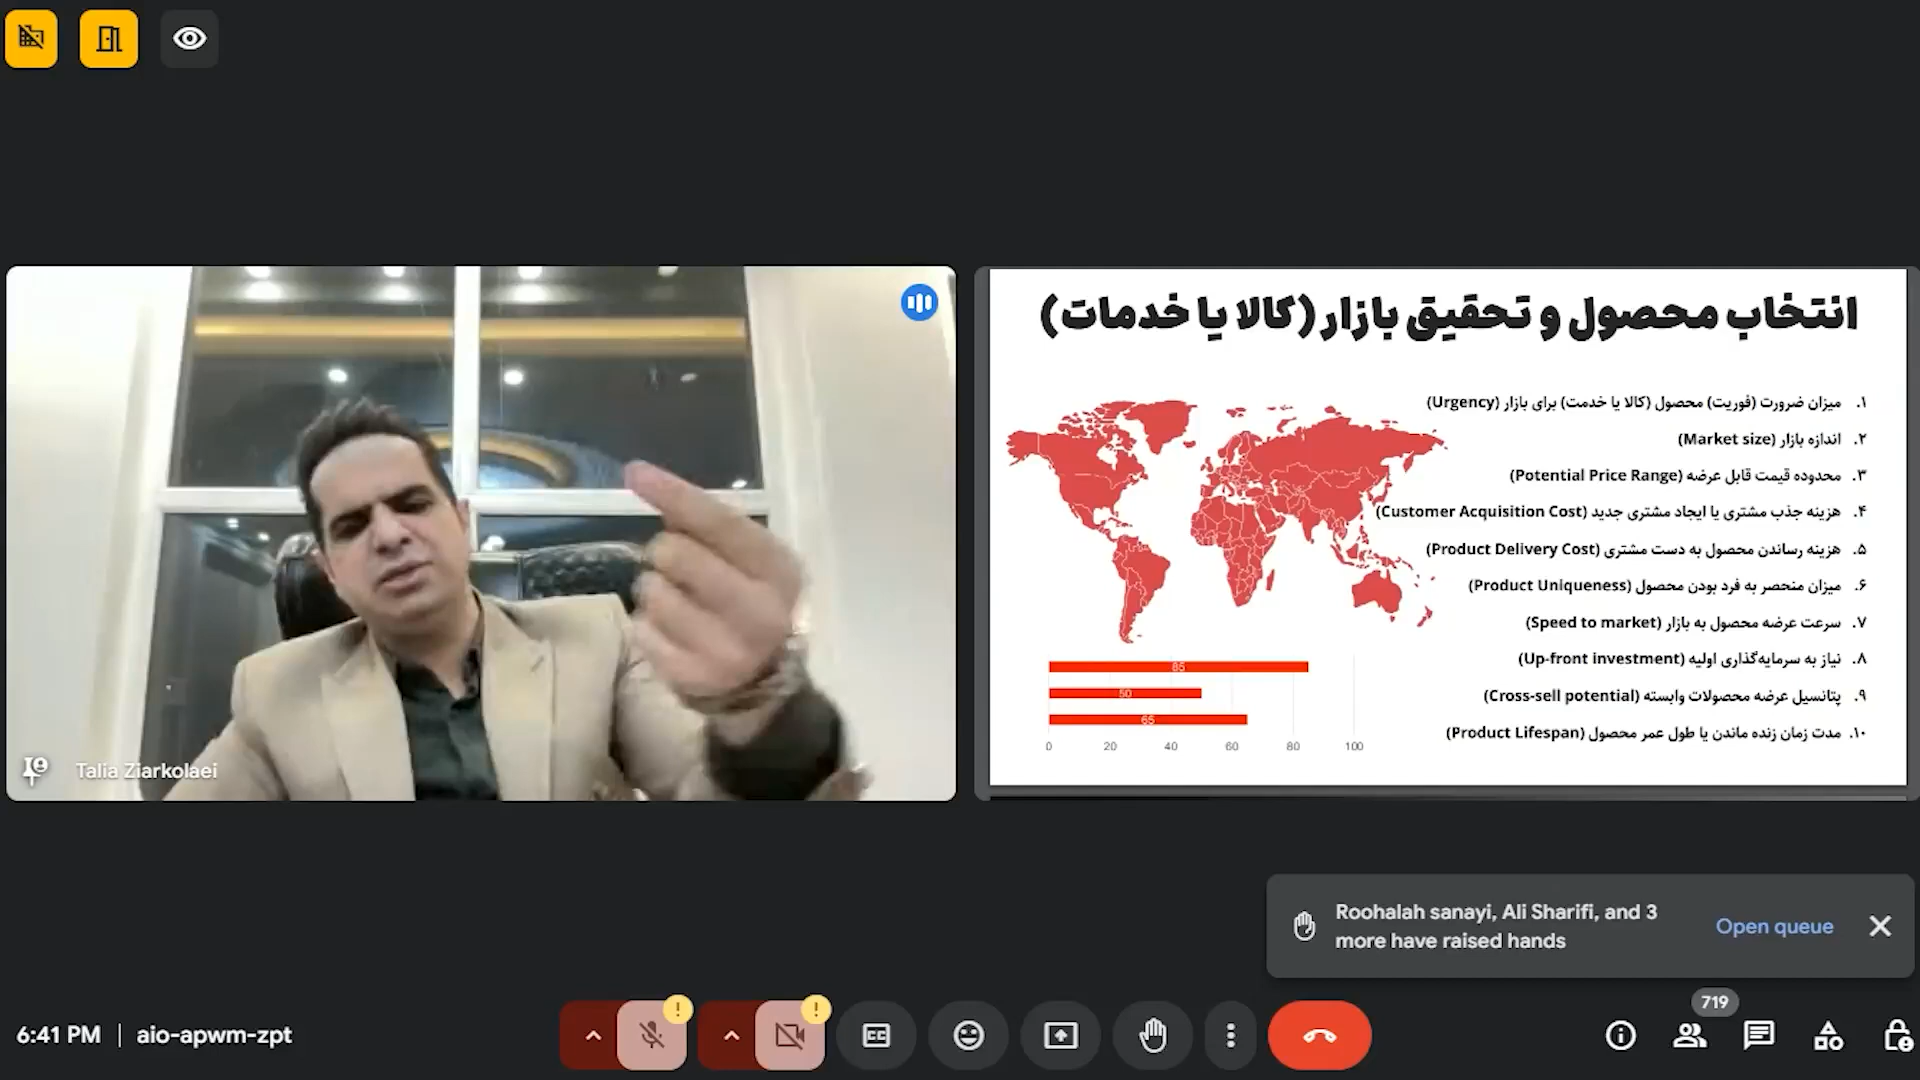 Talia Ziarkolaei
انتخاب محصول و تحقیق بازار (کالا یا خدمات)
۱. میزان ضرورت (فوریت) محصول (کالا یا خدمت) برای بازار (Urgency)
۲. اندازه بازار (Market size)
۳. محدوده قیمت قابل عرضه (Potential Price Range)
۴. هزینه جذب مشتری یا ایجاد مشتری جدید (Customer Acquisition Cost)
۵. هزینه رساندن محصول به دست مشتری (Product Delivery Cost)
۶. میزان منحصر به فرد بودن محصول (Product Uniqueness)
۷. سرعت عرضه محصول به بازار (Speed to market)
۸. نیاز به سرمایه‌گذاری اولیه (Up-front investment)
۹. پتانسیل عرضه محصولات وابسته (Cross-sell potential)
۱۰. مدت زمان زنده ماندن یا طول عمر محصول (Product Lifespan)
85
50
65
0 20 40 60 80 100
Roohalah sanayi, Ali Sharifi, and 3
more have raised hands
Open queue
719
6:41 PM | aio-apwm-zpt